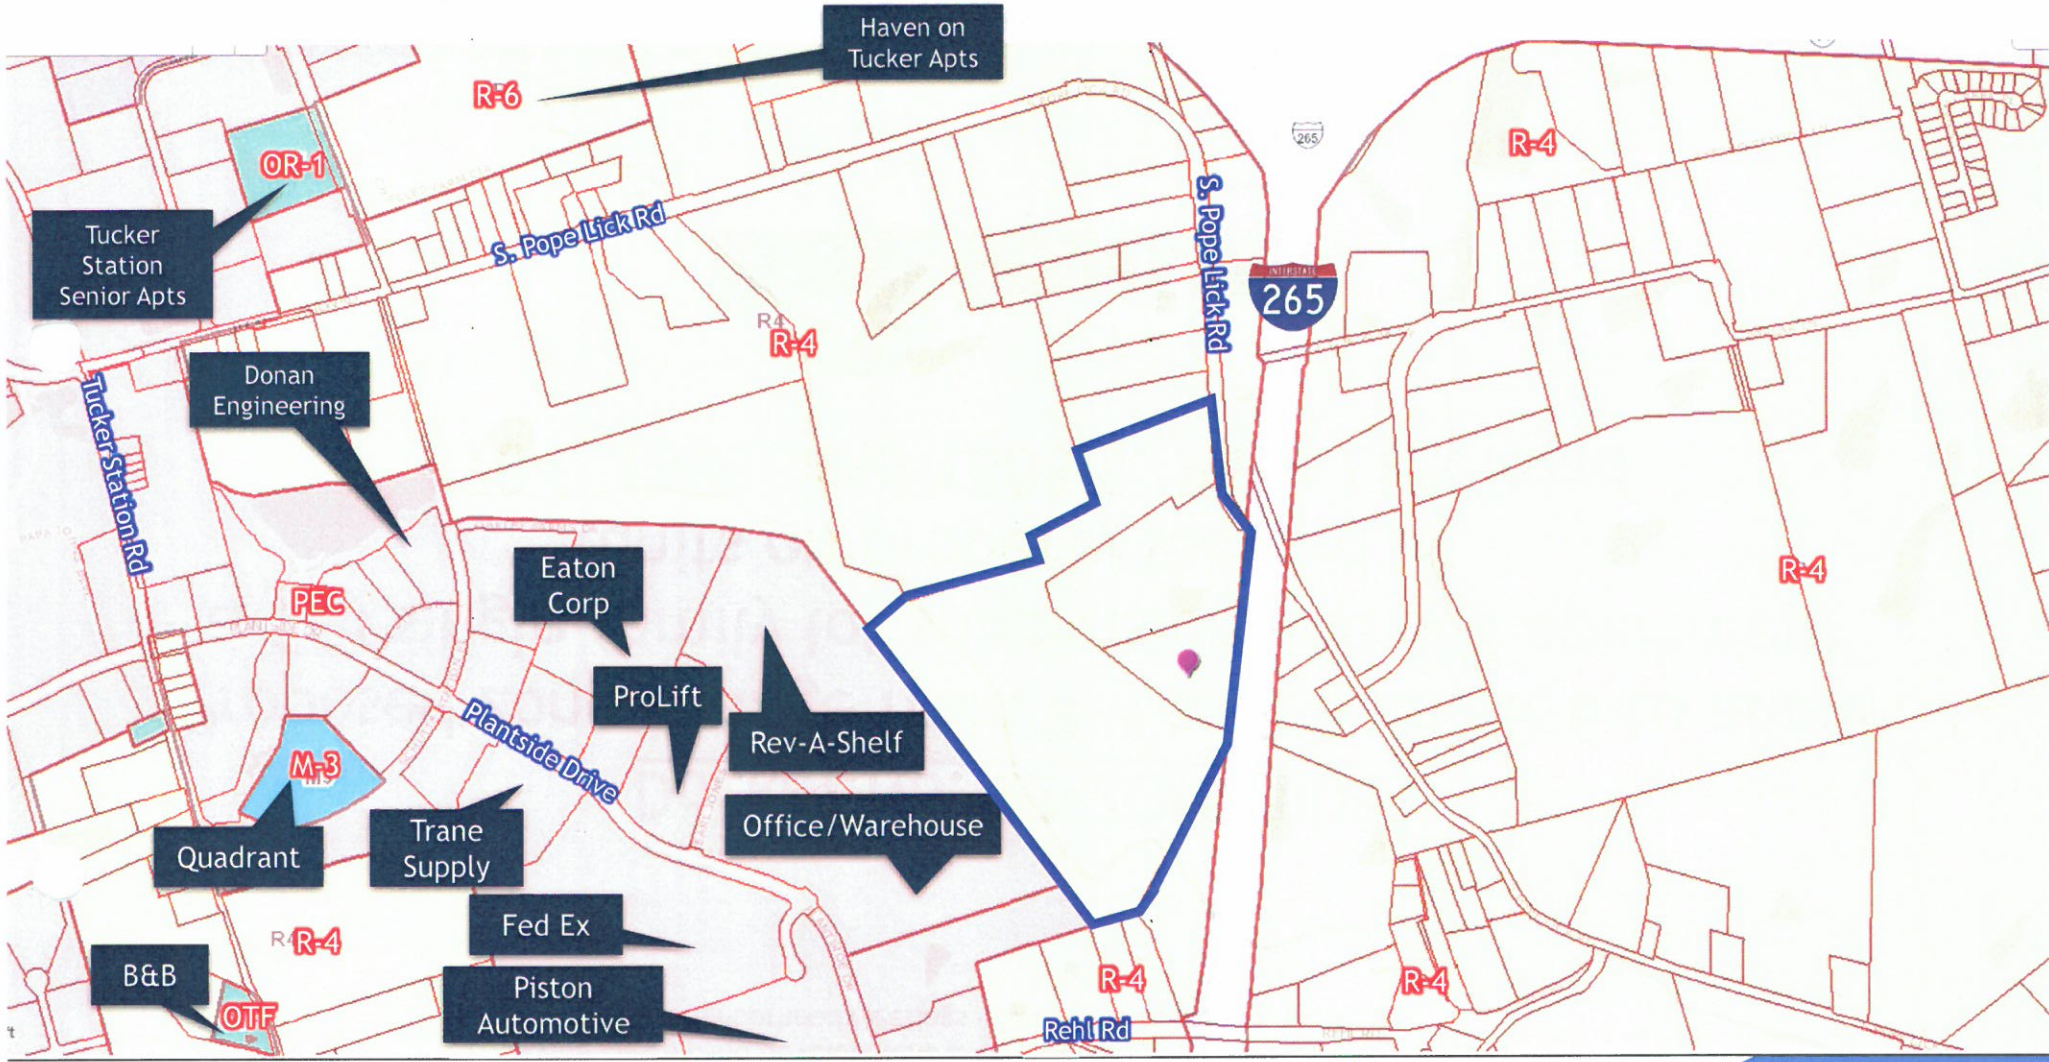 Haven on
Tucker Apts
R-6
265
R-4
OR-1
S. Pope Lick Rd
S. Pope Lick Rd
Tucker
Station
Senior Apts
INTERSTATE
265
R4
R-4
Donan
Engineering
Tucker Station Rd
Eaton
Corp
R-4
PEC
ProLift
Rev-A-Shelf
Plantside Drive
M-3
Office/Warehouse
Quadrant
Trane
Supply
Fed Ex
R4
R-4
B&B
Piston
Automotive
R-4
R-4
OTF
Rehl Rd